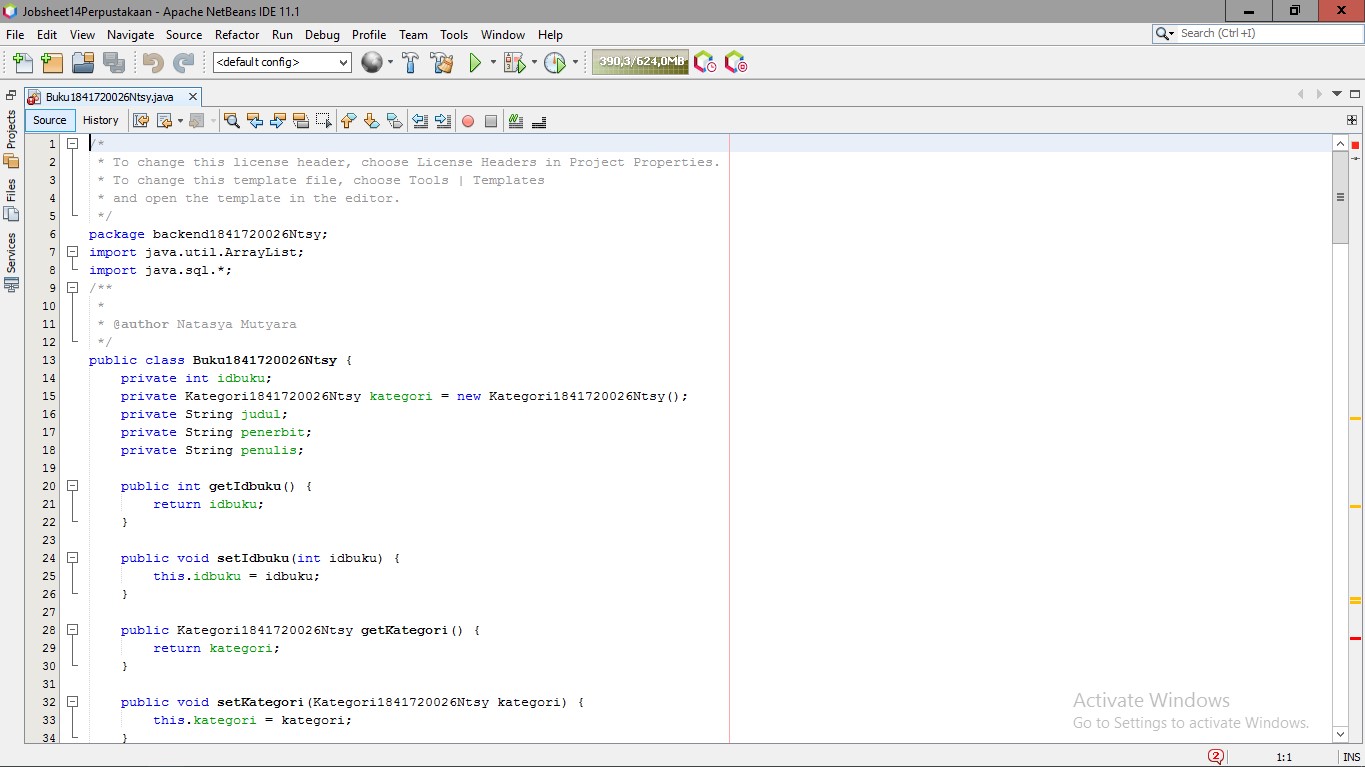 Jobsheet14Perpustakaan - Apache NetBeans IDE 11.1
File Edit View Navigate Source Refactor Run Debug Profile Team Tools Window Help
Search (Ctrl+I)
<default config>
390,3/624,0MB
Buku1841720026Ntsy.java
Source History
Projects
Files
Services
1 /*
2 * To change this license header, choose License Headers in Project Properties.
3 * To change this template file, choose Tools | Templates
4 * and open the template in the editor.
5 */
6 package backend1841720026Ntsy;
7 import java.util.ArrayList;
8 import java.sql.*;
9 /**
10 *
11 * @author Natasya Mutyara
12 */
13 public class Buku1841720026Ntsy {
14 private int idbuku;
15 private Kategori1841720026Ntsy kategori = new Kategori1841720026Ntsy();
16 private String judul;
17 private String penerbit;
18 private String penulis;
19
20 public int getIdbuku() {
21 return idbuku;
22 }
23
24 public void setIdbuku(int idbuku) {
25 this.idbuku = idbuku;
26 }
27
28 public Kategori1841720026Ntsy getKategori() {
29 return kategori;
30 }
31
32 public void setKategori(Kategori1841720026Ntsy kategori) {
33 this.kategori = kategori;
34 }
Activate Windows
Go to Settings to activate Windows.
2 1:1 INS